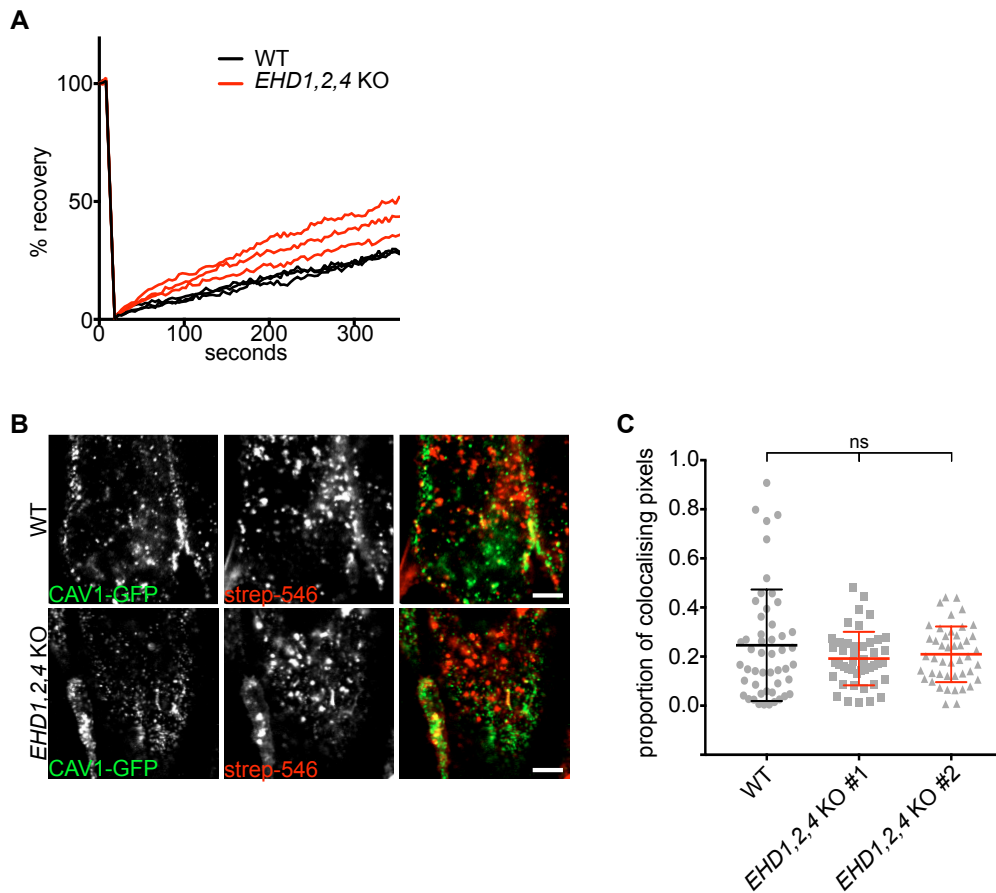 A
WT
EHD1,2,4 KO
% recovery
100
50
0
0 100 200 300
seconds
B
WT
CAV1-GFP strep-546
EHD1,2,4 KO
CAV1-GFP strep-546
C
ns
proportion of colocalising pixels
1.0
0.8
0.6
0.4
0.2
0.0
WT
EHD1,2,4 KO #1
EHD1,2,4 KO #2